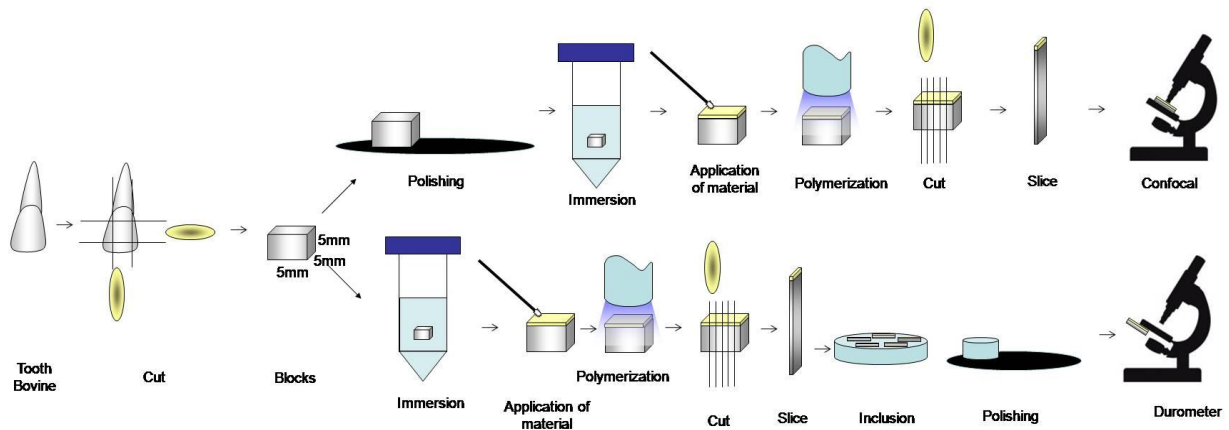 Tooth
Bovine
Cut
5mm
5mm
5mm
Blocks
Polishing
Immersion
Application
of material
Polymerization
Cut
Slice
Confocal
Immersion
Application of
material
Polymerization
Cut
Slice
Inclusion
Polishing
Durometer